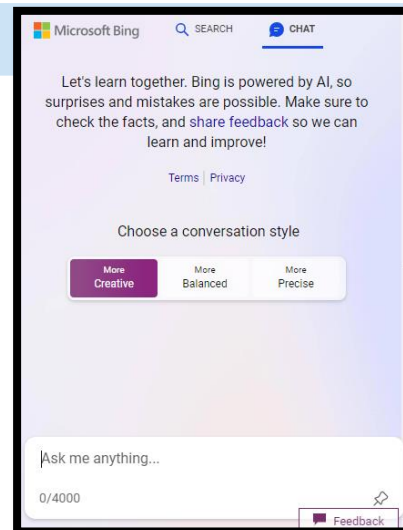 Microsoft Bing SEARCH CHAT
Let's learn together. Bing is powered by AI, so
surprises and mistakes are possible. Make sure to
check the facts, and share feedback so we can
learn and improve!
Terms | Privacy
Choose a conversation style
More More More
Creative Balanced Precise
Ask me anything...
0/4000
Feedback